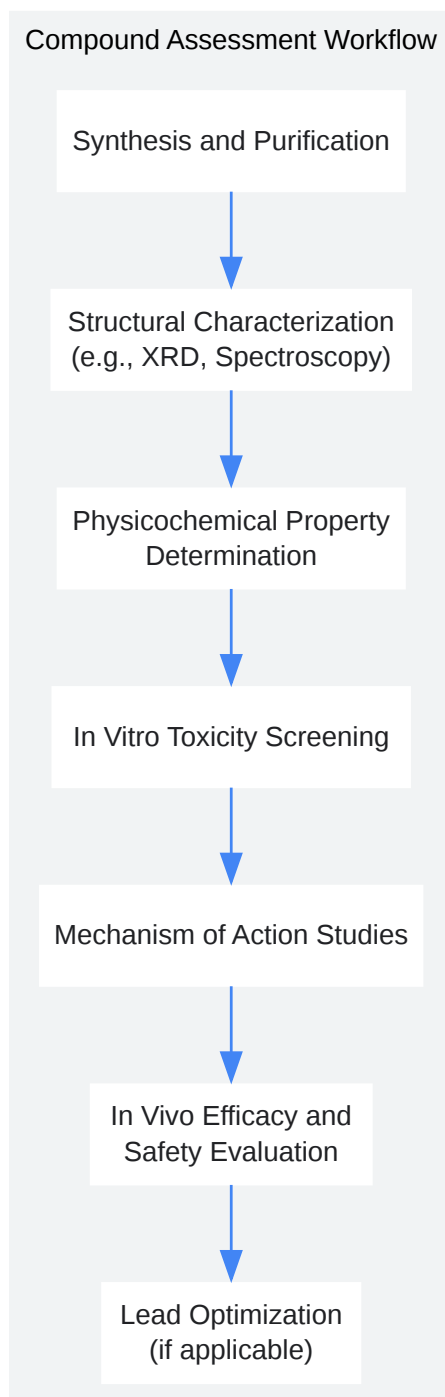 Compound Assessment Workflow
Synthesis and Purification
Structural Characterization
(e.g., XRD, Spectroscopy)
Physicochemical Property
Determination
In Vitro Toxicity Screening
Mechanism of Action Studies
In Vivo Efficacy and
Safety Evaluation
Lead Optimization
(if applicable)